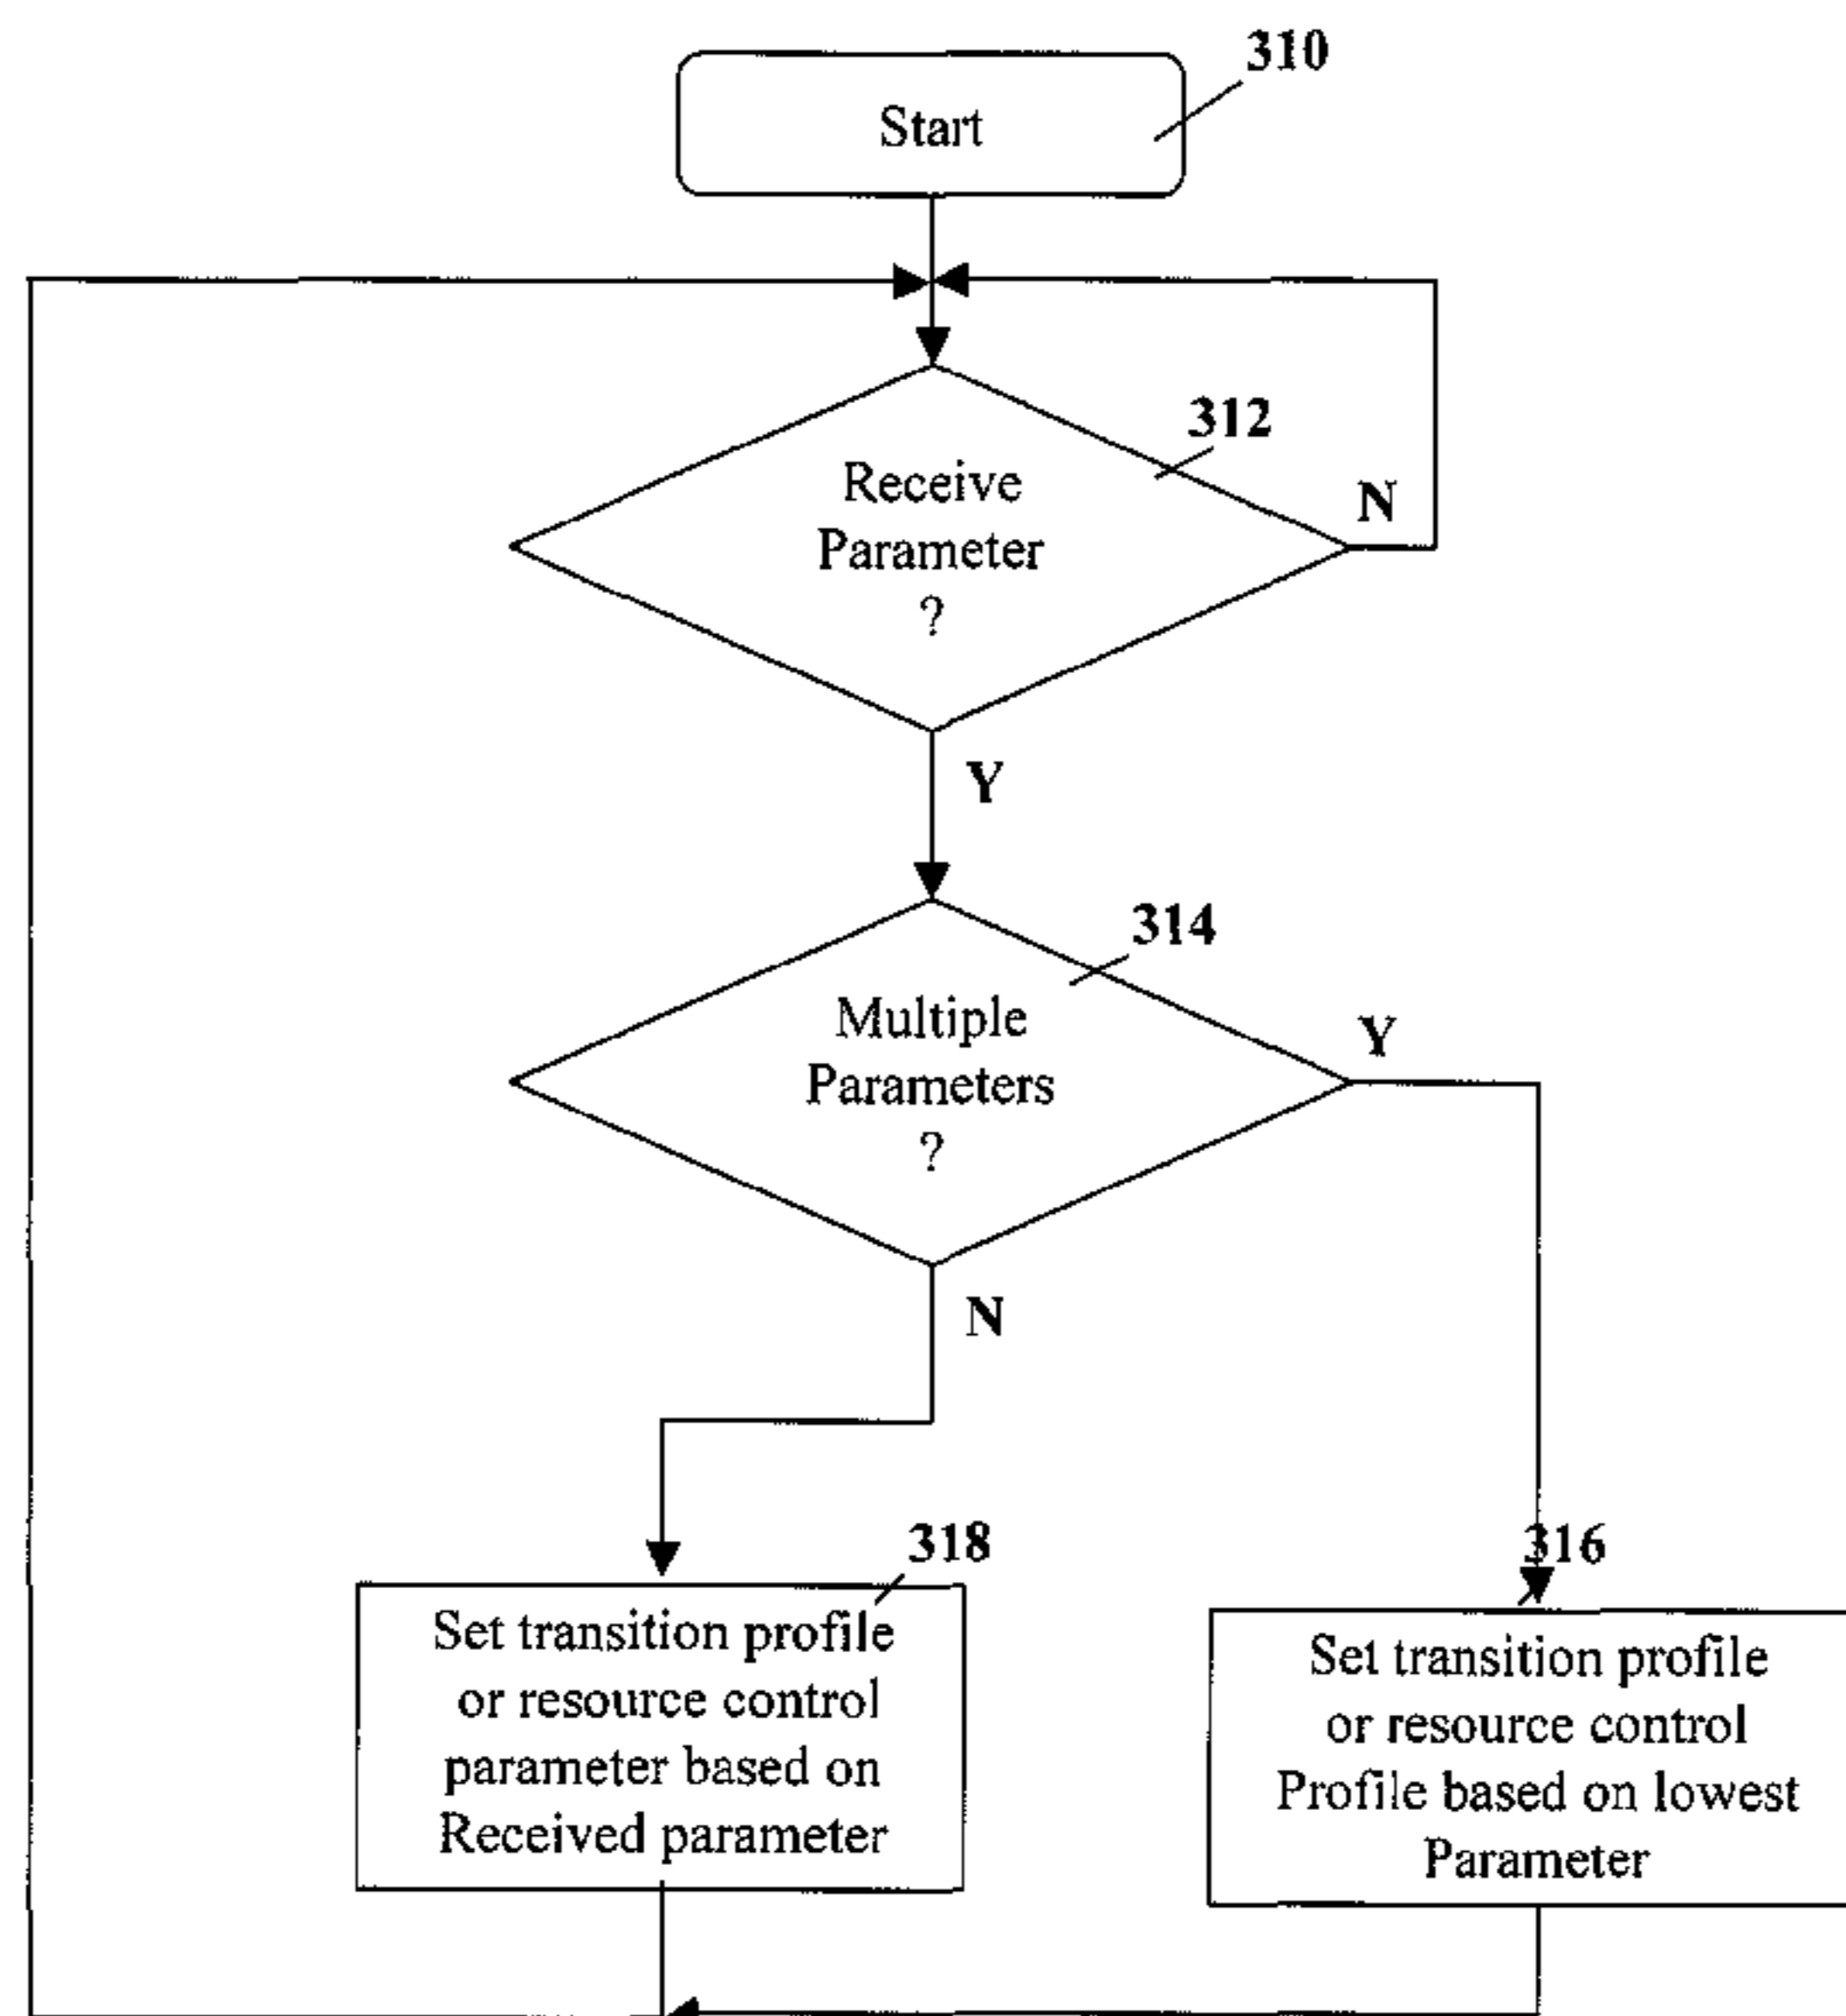 310
Start
312
Receive
Parameter
?
N
Y
314
Multiple
Parameters
?
Y
N
318
Set transition profile
or resource control
parameter based on
Received parameter
316
Set transition profile
or resource control
Profile based on lowest
Parameter